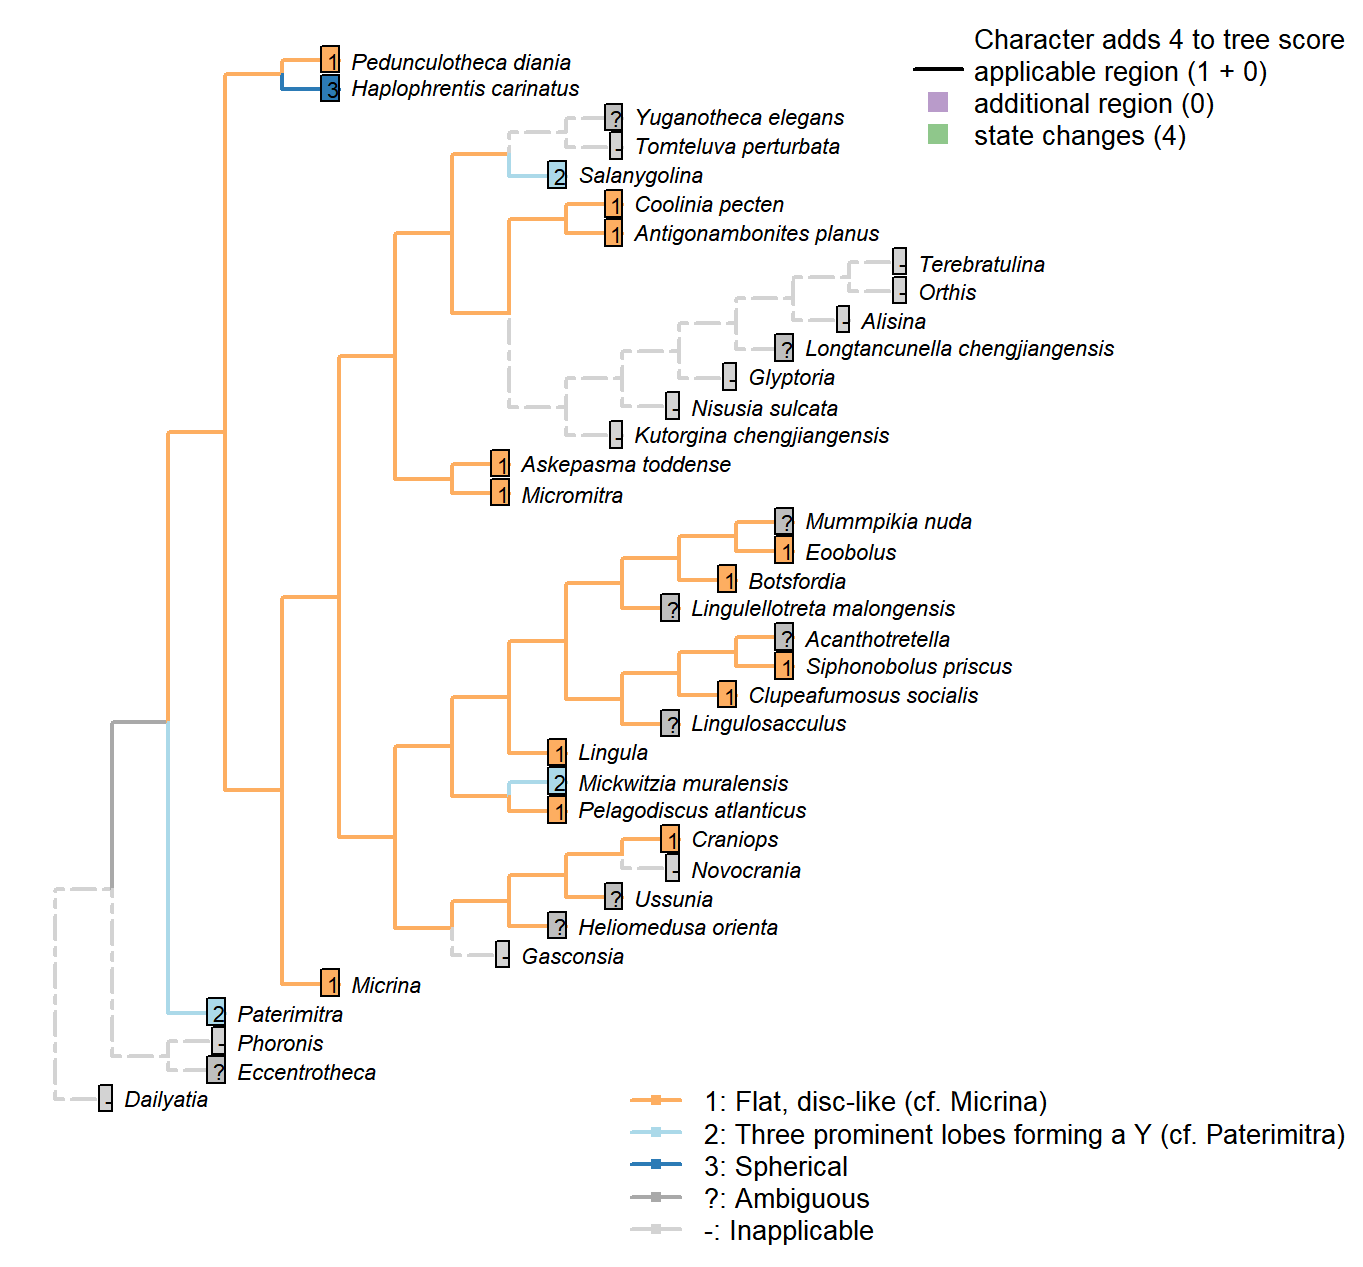 Character adds 4 to tree score
applicable region (1 + 0)
additional region (0)
state changes (4)
1 Pedunculotheca diania
3 Haplophrentis carinatus
? Yuganotheca elegans
- Tomteluva perturbata
2 Salanygolina
1 Coolinia pecten
1 Antigonambonites planus
- Terebratulina
- Orthis
- Alisina
? Longtancunella chengjiangensis
- Glyptoria
- Nisusia sulcata
- Kutorgina chengjiangensis
1 Askepasma toddense
1 Micromitra
? Mummpikia nuda
1 Eoobolus
1 Botsfordia
? Lingulellotreta malongensis
? Acanthotretella
1 Siphonobolus priscus
1 Clupeafumosus socialis
? Lingulosacculus
1 Lingula
2 Mickwitzia muralensis
1 Pelagodiscus atlanticus
1 Craniops
- Novocrania
? Ussunia
? Heliomedusa orienta
- Gasconsia
1 Micrina
2 Paterimitra
- Phoronis
? Eccentrotheca
- Dailyatia
1: Flat, disc-like (cf. Micrina)
2: Three prominent lobes forming a Y (cf. Paterimitra)
3: Spherical
?: Ambiguous
-: Inapplicable